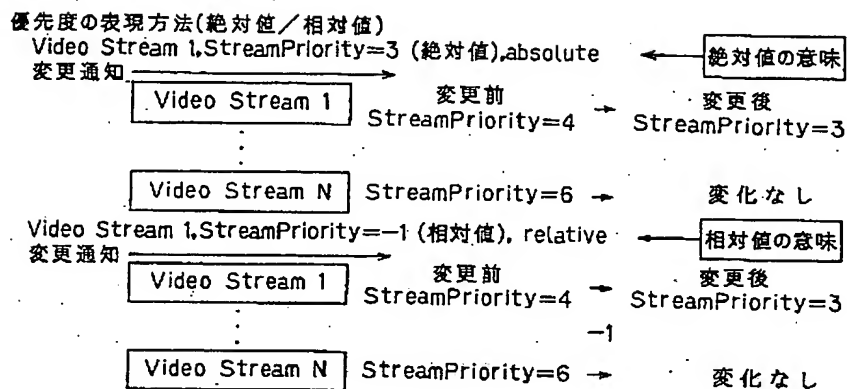 優先度の表現方法(絶対値/相対値)
Video Stream 1,StreamPriority=3 (絶対値),absolute ← 絶対値の意味
変更通知
Video Stream 1 変更前 変更後
StreamPriority=4 → StreamPriority=3
Video Stream N StreamPriority=6 → 変化なし
Video Stream 1,StreamPriority=-1 (相対値), relative ← 相対値の意味
変更通知
Video Stream 1 変更前 変更後
StreamPriority=4 → StreamPriority=3
-1
Video Stream N StreamPriority=6 → 変化なし